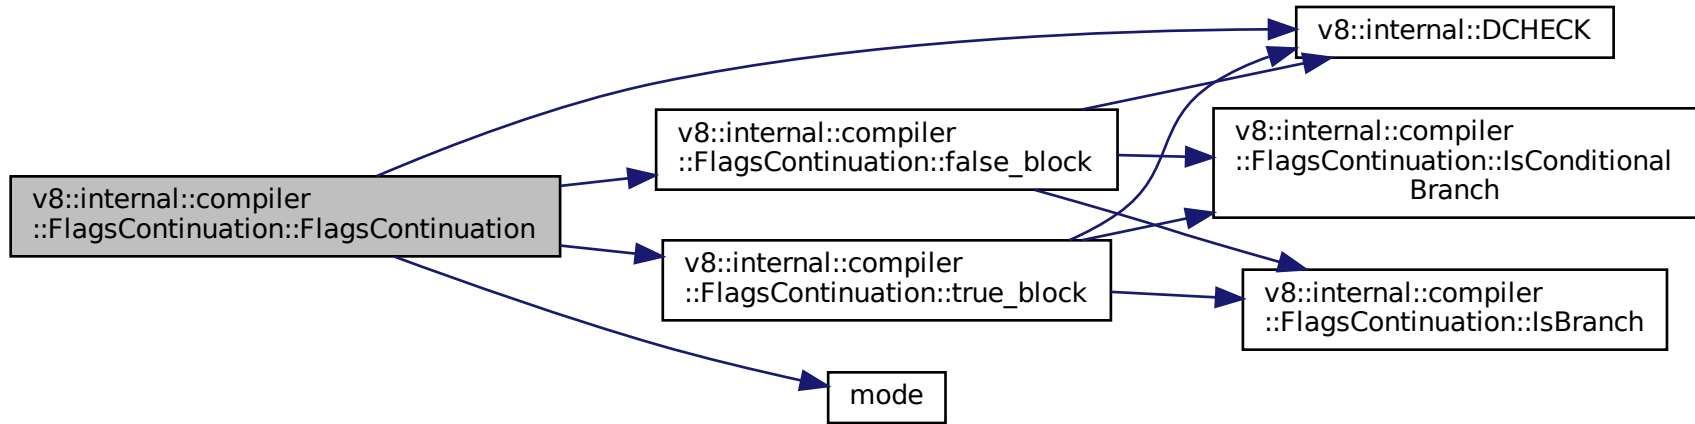 v8::internal::compiler
::FlagsContinuation::FlagsContinuation
v8::internal::compiler
::FlagsContinuation::false_block
v8::internal::compiler
::FlagsContinuation::true_block
mode
v8::internal::DCHECK
v8::internal::compiler
::FlagsContinuation::IsConditional
Branch
v8::internal::compiler
::FlagsContinuation::IsBranch